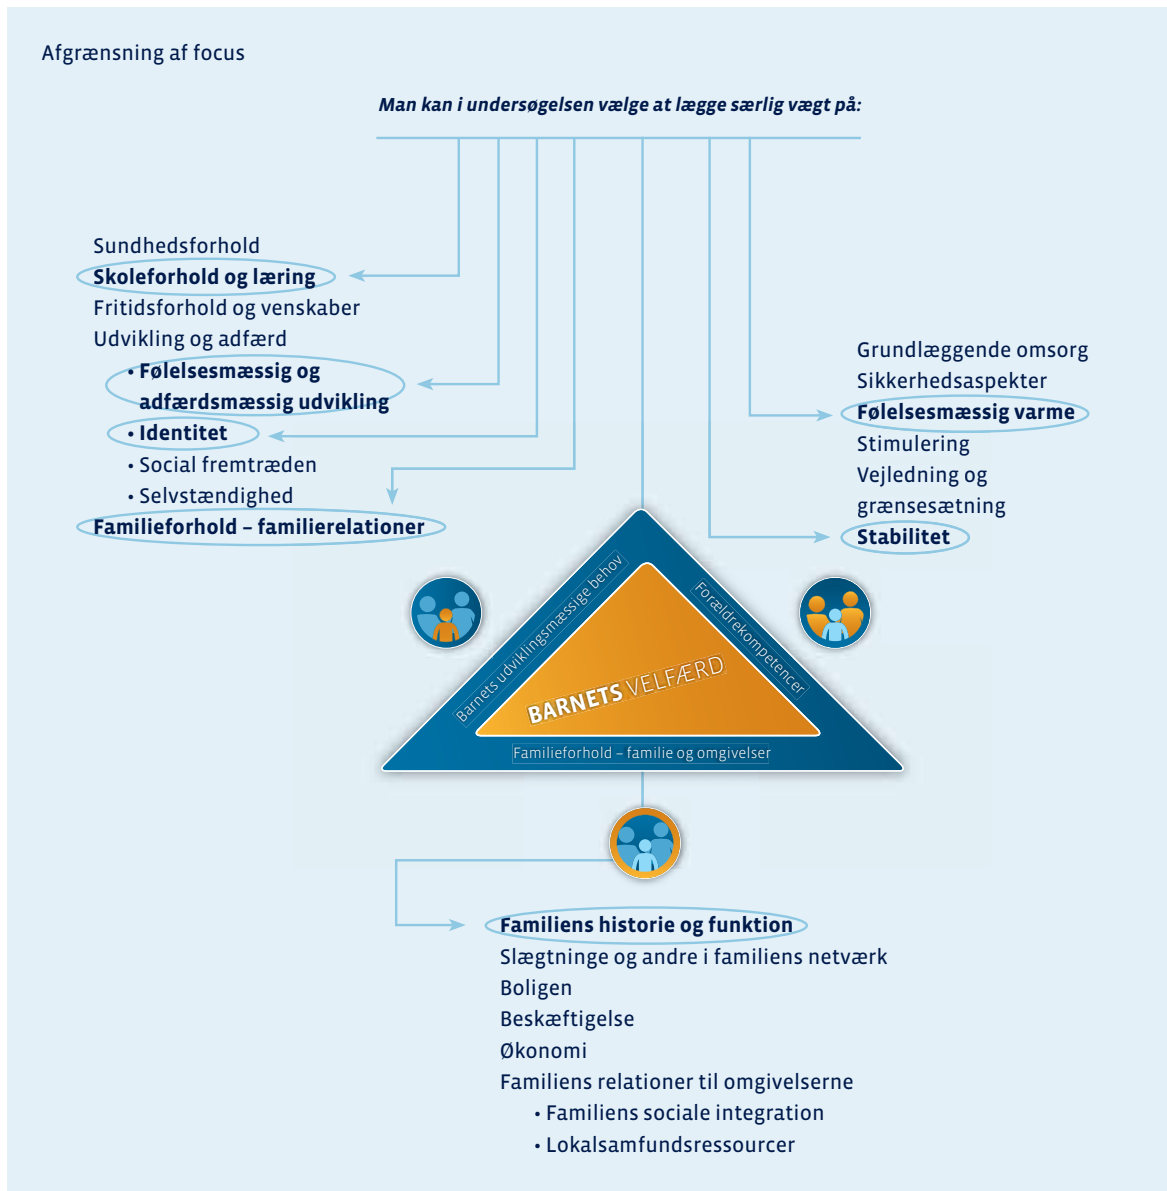 Afgrænsning af focus
Man kan i undersøgelsen vælge at lægge særlig vægt på:
Sundhedsforhold
Skoleforhold og læring
Fritidsforhold og venskaber
Udvikling og adfærd
• Følelsesmæssig og
adfærdsmæssig udvikling
• Identitet
• Social fremtræden
• Selvstændighed
Familieforhold – familierelationer
Grundlæggende omsorg
Sikkerhedsaspekter
Følelsesmæssig varme
Stimulering
Vejledning og
grænsesætning
Stabilitet
Barnets udviklingsmæssige behov
Forældrekompetencer
BARNETS VELFÆRD
Familieforhold – familie og omgivelser
Familiens historie og funktion
Slægtninge og andre i familiens netværk
Boligen
Beskæftigelse
Økonomi
Familiens relationer til omgivelserne
• Familiens sociale integration
• Lokalsamfundsressourcer